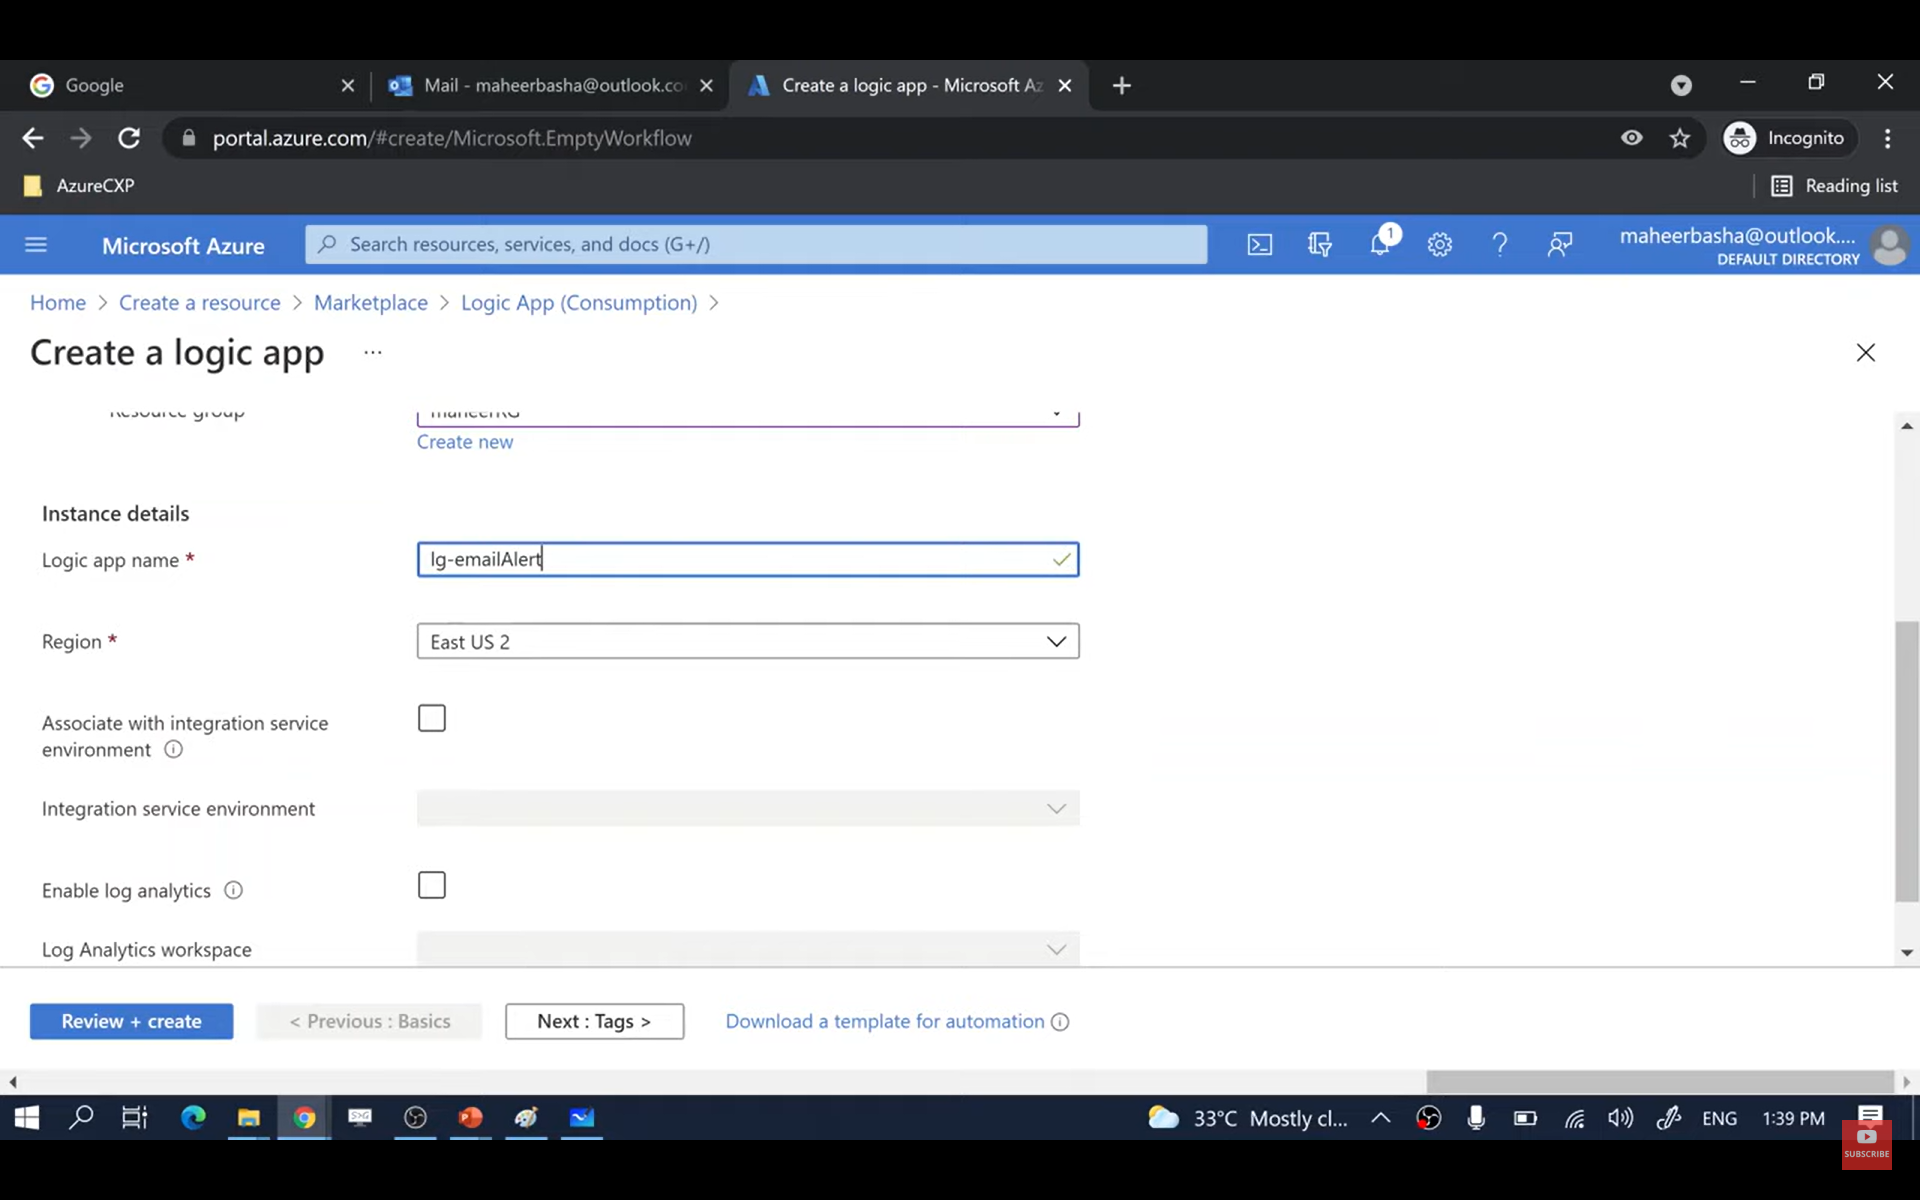 Google
Mail - maheerbasha@outlook.co
Create a logic app - Microsoft Az
portal.azure.com/#create/Microsoft.EmptyWorkflow
Incognito
AzureCXP
Reading list
Microsoft Azure
Search resources, services, and docs (G+/)
1
maheerbasha@outlook....
DEFAULT DIRECTORY
Home > Create a resource > Marketplace > Logic App (Consumption) >
Create a logic app ...
Resource group
maheerRG
Create new
Instance details
Logic app name *
lg-emailAlert
Region *
East US 2
Associate with integration service
environment
Integration service environment
Enable log analytics
Log Analytics workspace
Review + create
< Previous : Basics
Next : Tags >
Download a template for automation
33°C Mostly cl...
ENG
1:39 PM
SUBSCRIBE